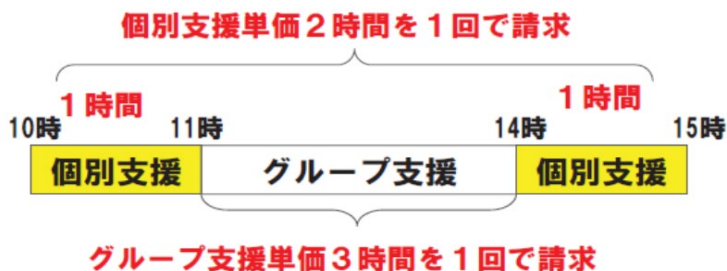 個別支援単価２時間を１回で請求
１時間 １時間
10時 11時 14時 15時
個別支援 グループ支援 個別支援
グループ支援単価３時間を１回で請求